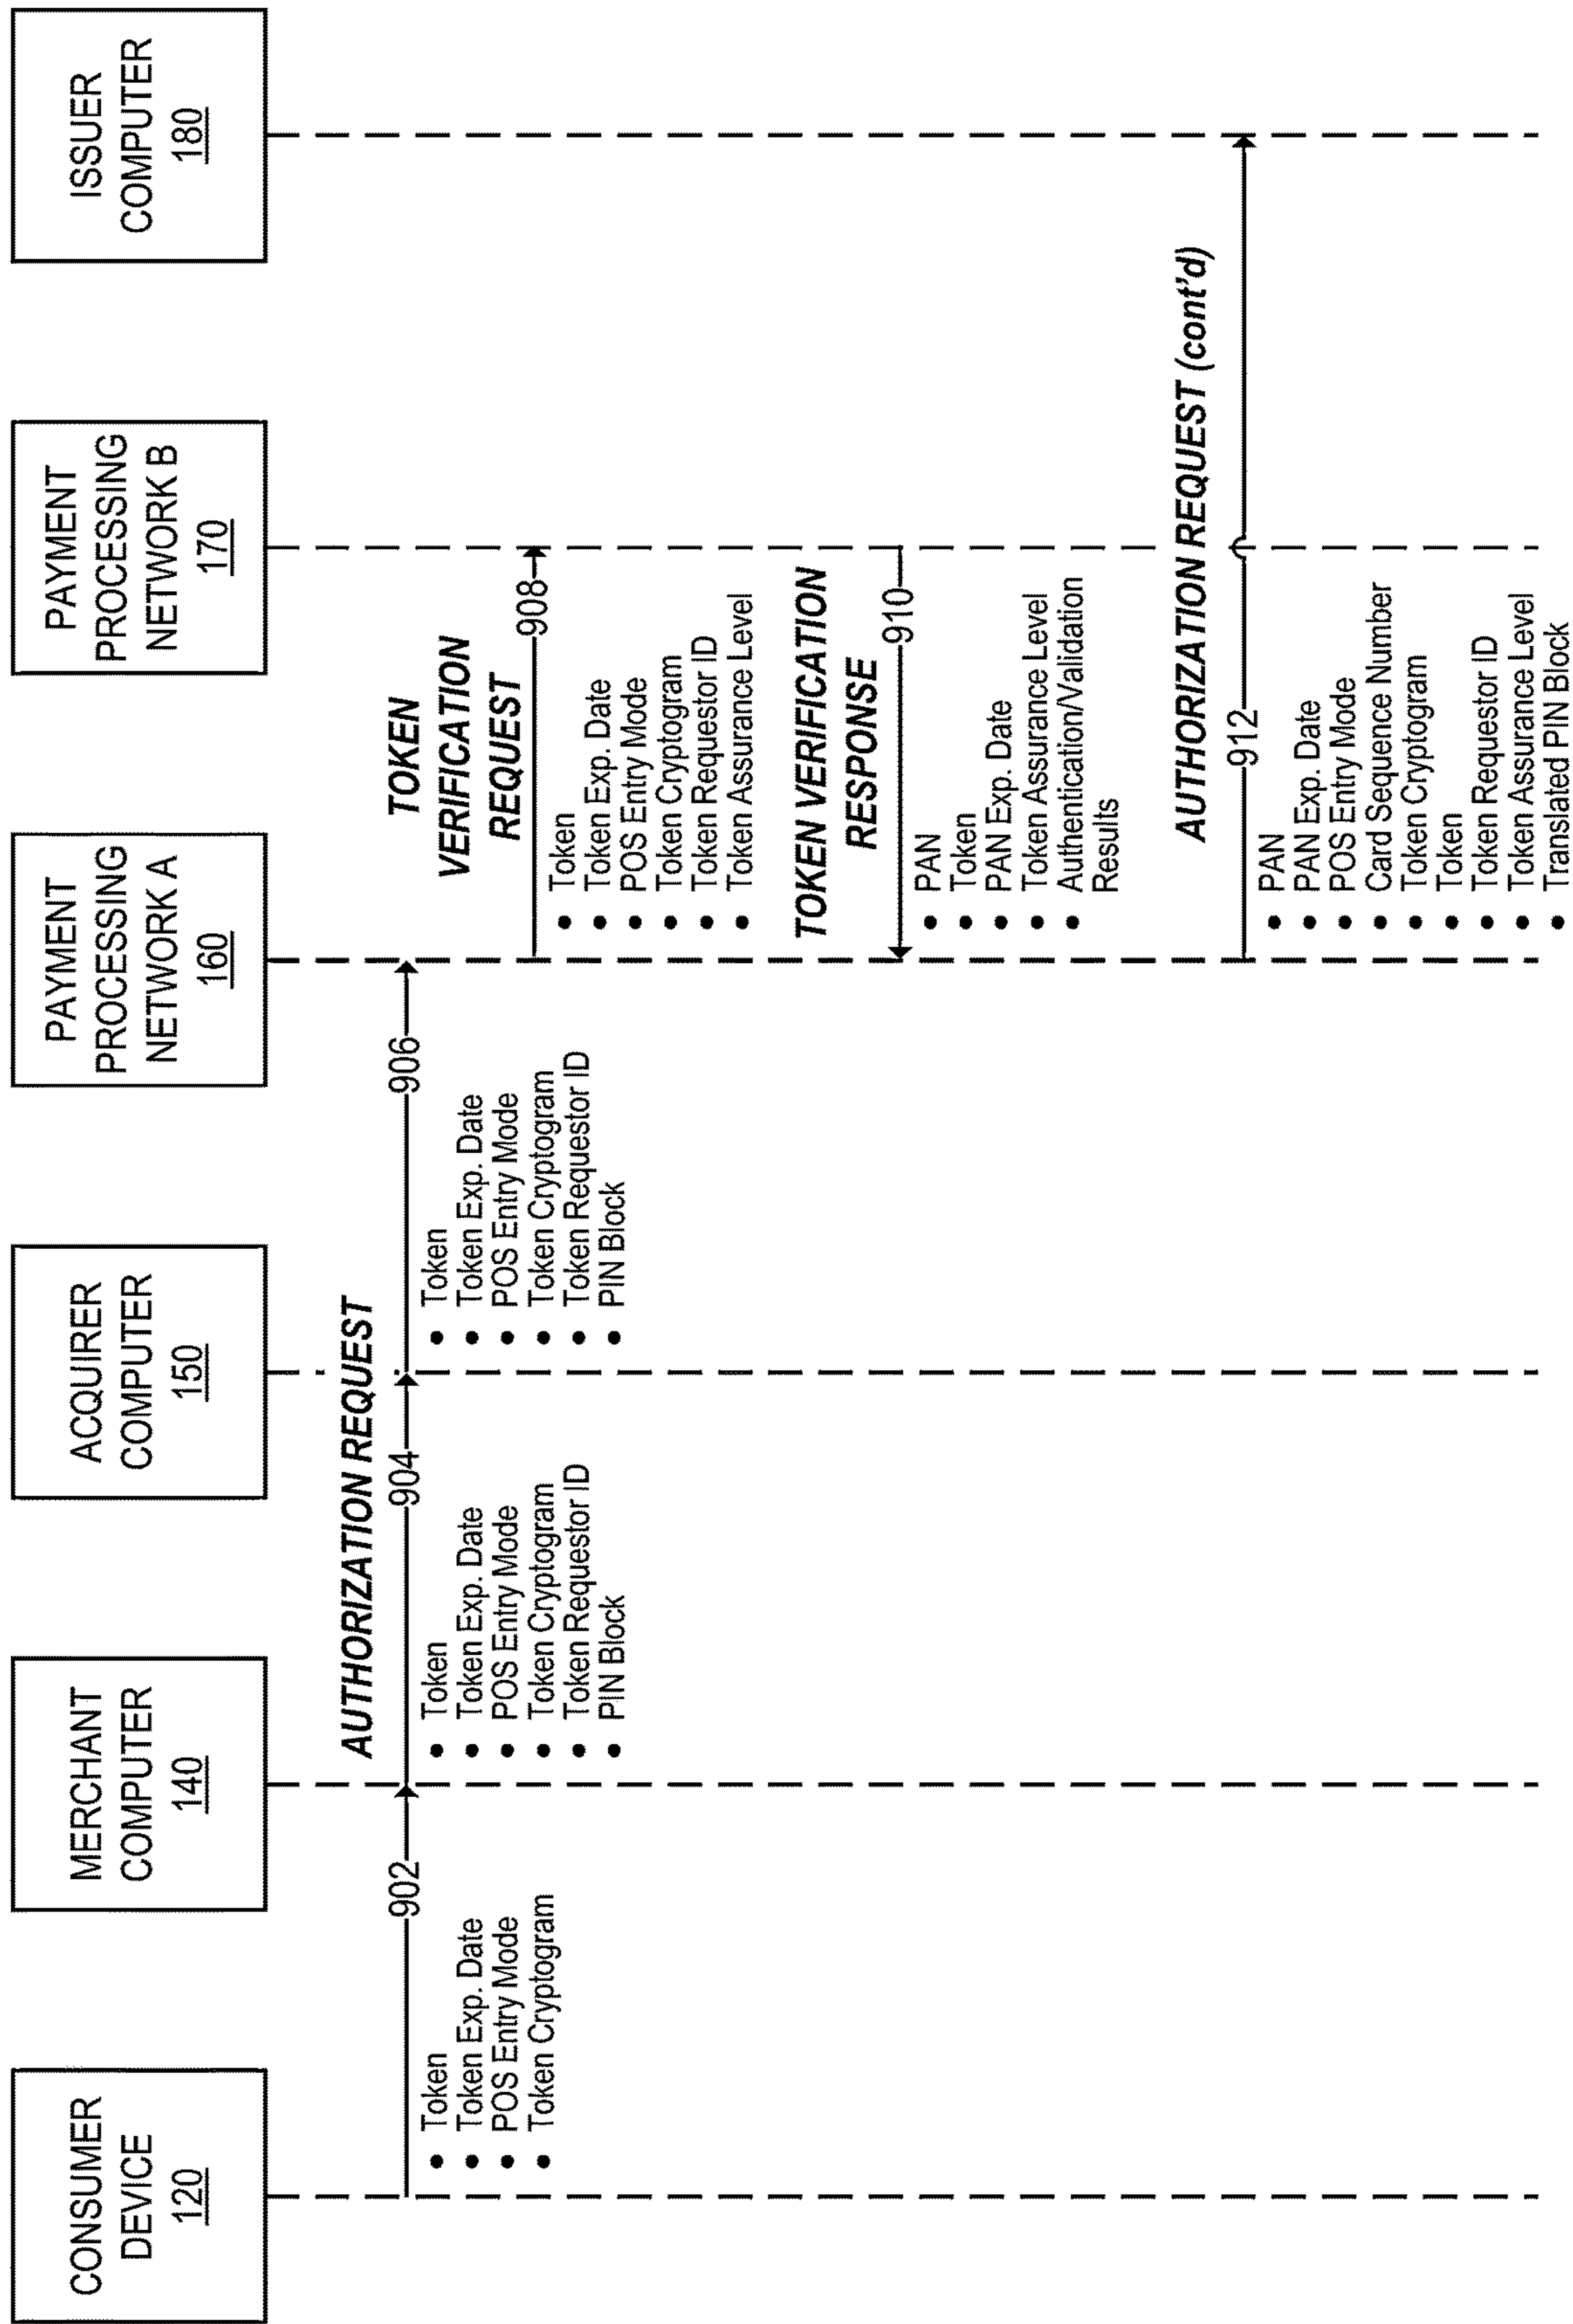 CONSUMER
DEVICE
120
MERCHANT
COMPUTER
140
ACQUIRER
COMPUTER
150
PAYMENT
PROCESSING
NETWORK A
160
PAYMENT
PROCESSING
NETWORK B
170
ISSUER
COMPUTER
180
902
• Token
• Token Exp. Date
• POS Entry Mode
• Token Cryptogram
AUTHORIZATION REQUEST
904
• Token
• Token Exp. Date
• POS Entry Mode
• Token Cryptogram
• Token Requestor ID
• PIN Block
906
• Token
• Token Exp. Date
• POS Entry Mode
• Token Cryptogram
• Token Requestor ID
• PIN Block
TOKEN
VERIFICATION
REQUEST
908
• Token
• Token Exp. Date
• POS Entry Mode
• Token Cryptogram
• Token Requestor ID
• Token Assurance Level
TOKEN VERIFICATION
RESPONSE
910
• PAN
• Token
• PAN Exp. Date
• Token Assurance Level
• Authentication/Validation
Results
AUTHORIZATION REQUEST (cont'd)
912
• PAN
• PAN Exp. Date
• POS Entry Mode
• Card Sequence Number
• Token Cryptogram
• Token
• Token Requestor ID
• Token Assurance Level
• Translated PIN Block